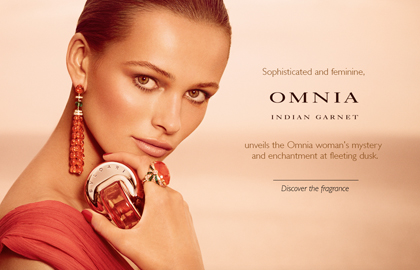 Sophisticated and feminine,
OMNIA
INDIAN GARNET
unveils the Omnia woman's mystery
and enchantment at fleeting dusk.
Discover the fragrance
BVLGARI